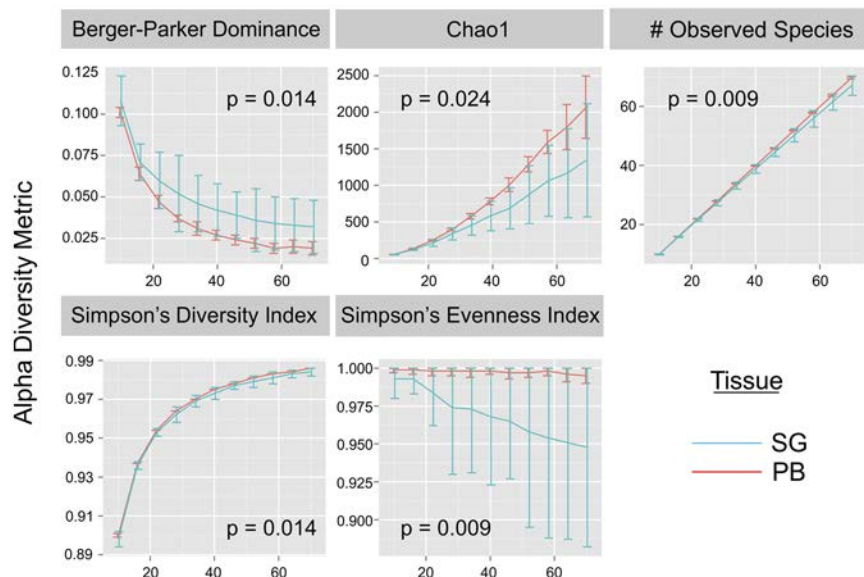 Berger-Parker Dominance
Chao1
# Observed Species
0.125
0.100
0.075
0.050
0.025
p = 0.014
20
40
60
2500
2000
1500
1000
500
0
p = 0.024
20
40
60
60
40
20
p = 0.009
20
40
60
Alpha Diversity Metric
Simpson's Diversity Index
Simpson's Evenness Index
0.99
0.97
0.95
0.93
0.91
0.89
p = 0.014
20
40
60
1.000
0.975
0.950
0.925
0.900
p = 0.009
20
40
60
Tissue
SG
PB